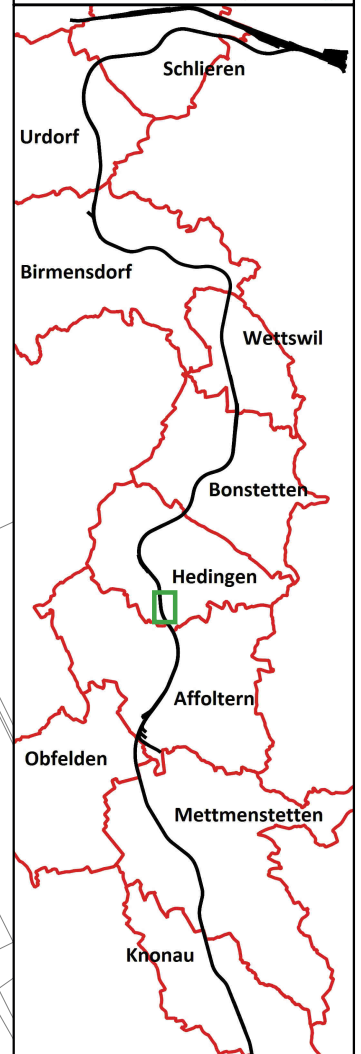 Schlieren
Urdorf
Birmensdorf
Wettswil
Bonstetten
Hedingen
Affoltern
Obfelden
Mettmenstetten
Knonau